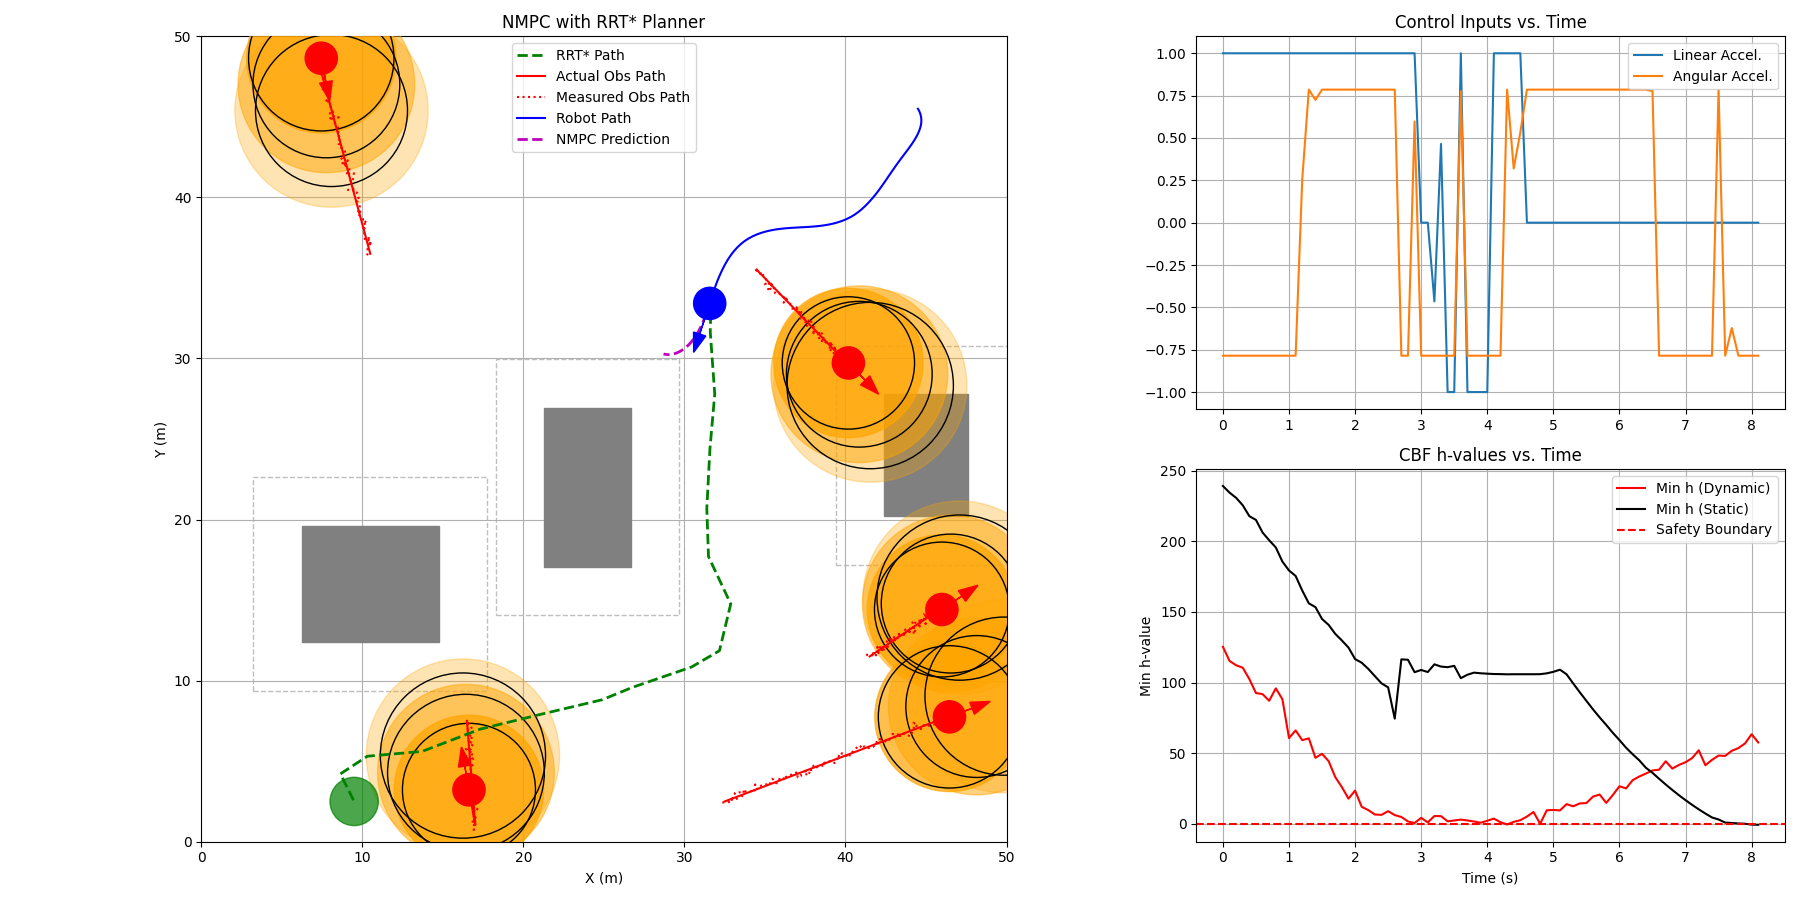 NMPC with RRT* Planner
RRT* Path
Actual Obs Path
Measured Obs Path
Robot Path
NMPC Prediction
50
40
30
20
10
0
Y (m)
0 10 20 30 40 50
X (m)
Control Inputs vs. Time
Linear Accel.
Angular Accel.
1.00
0.75
0.50
0.25
0.00
−0.25
−0.50
−0.75
−1.00
0 1 2 3 4 5 6 7 8
CBF h-values vs. Time
Min h (Dynamic)
Min h (Static)
Safety Boundary
250
200
150
100
50
0
Min h-value
0 1 2 3 4 5 6 7 8
Time (s)